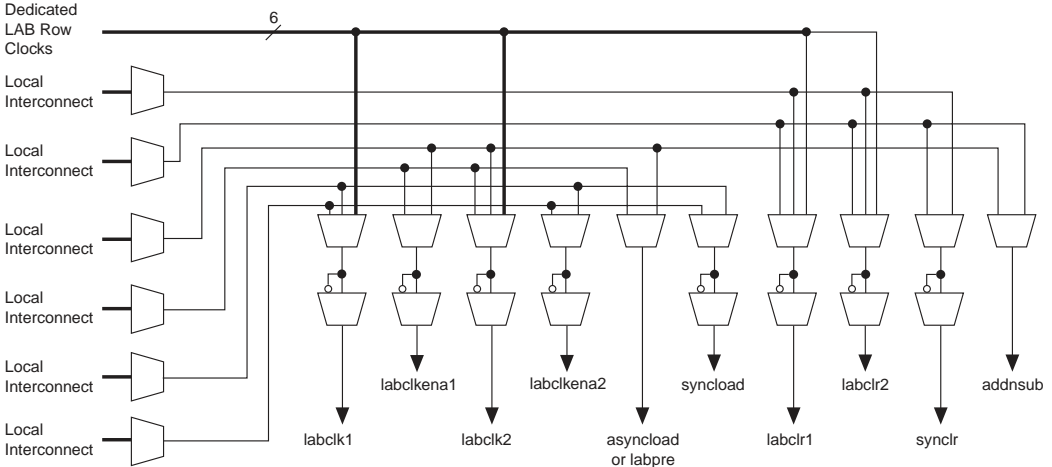 Dedicated
LAB Row
Clocks
6
Local
Interconnect
Local
Interconnect
Local
Interconnect
Local
Interconnect
Local
Interconnect
Local
Interconnect
labclkena1
labclkena2
syncload
labclr2
addnsub
labclk1
labclk2
asyncload
or labpre
labclr1
synclr